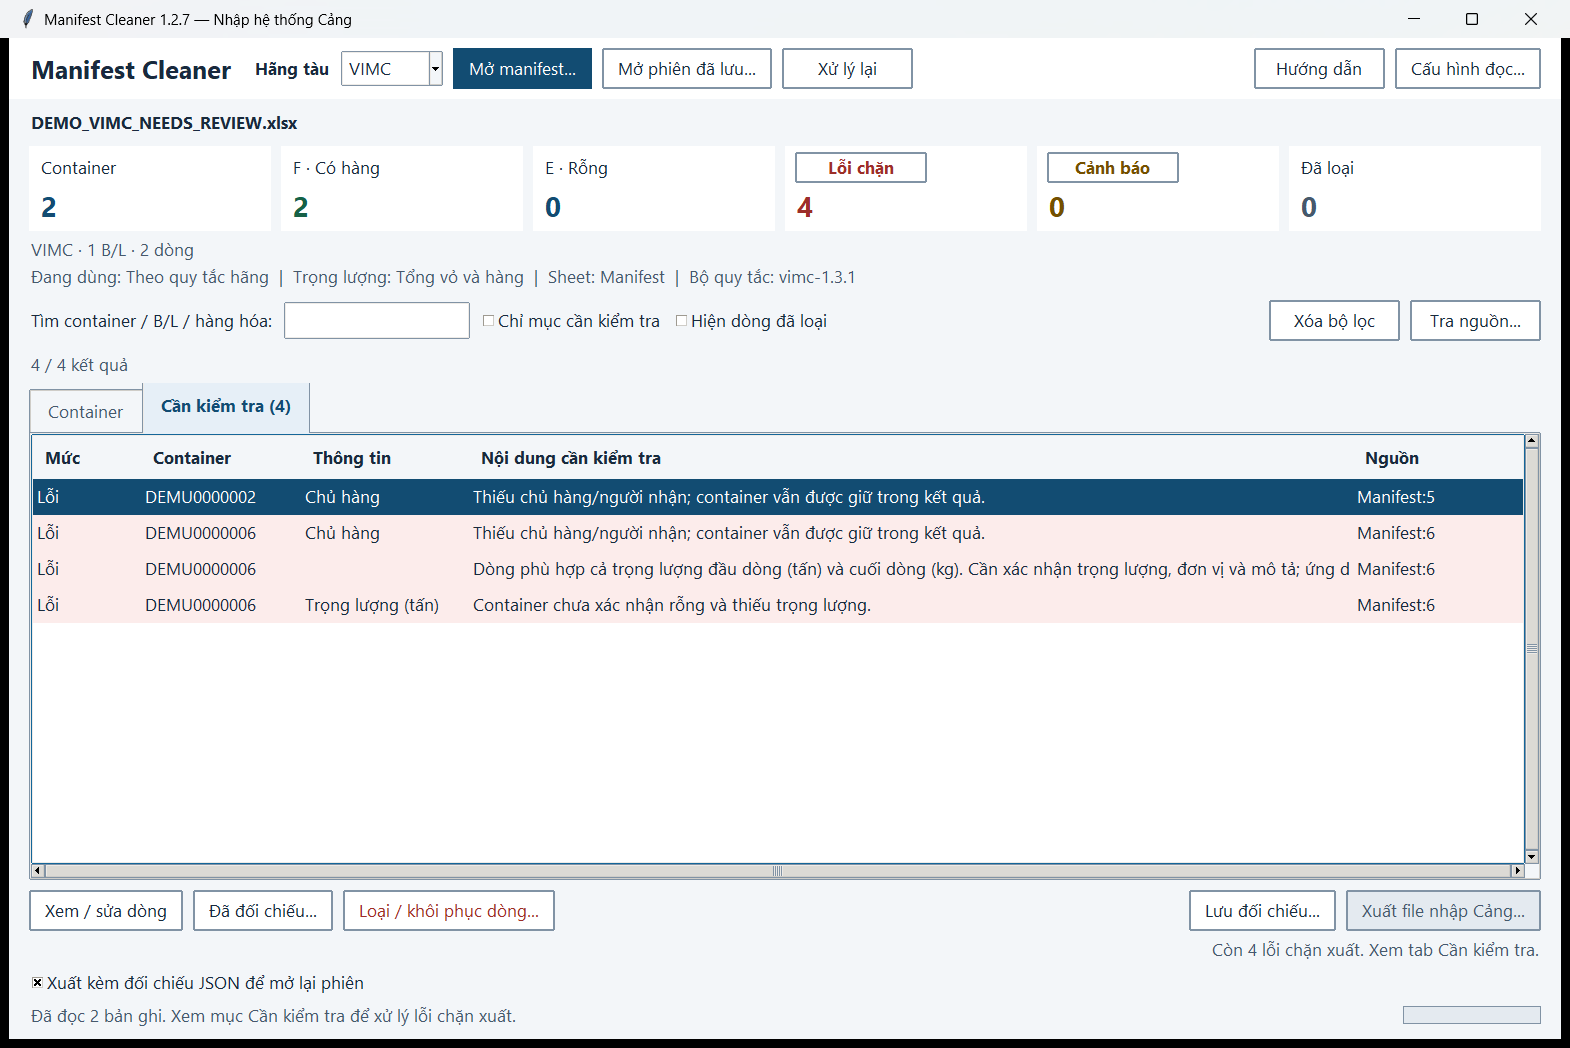 Manifest Cleaner 1.2.7 — Nhập hệ thống Cảng
Manifest Cleaner Hãng tàu VIMC Mở manifest... Mở phiên đã lưu... Xử lý lại Hướng dẫn Cấu hình đọc...
DEMO_VIMC_NEEDS_REVIEW.xlsx
Container F · Có hàng E · Rỗng Lỗi chặn Cảnh báo Đã loại
2 2 0 4 0 0
VIMC · 1 B/L · 2 dòng
Đang dùng: Theo quy tắc hãng | Trọng lượng: Tổng vỏ và hàng | Sheet: Manifest | Bộ quy tắc: vimc-1.3.1
Tìm container / B/L / hàng hóa: Chỉ mục cần kiểm tra Hiện dòng đã loại Xóa bộ lọc Tra nguồn...
4 / 4 kết quả
Container Cần kiểm tra (4)
Mức Container Thông tin Nội dung cần kiểm tra Nguồn
Lỗi DEMU0000002 Chủ hàng Thiếu chủ hàng/người nhận; container vẫn được giữ trong kết quả. Manifest:5
Lỗi DEMU0000006 Chủ hàng Thiếu chủ hàng/người nhận; container vẫn được giữ trong kết quả. Manifest:6
Lỗi DEMU0000006 Dòng phù hợp cả trọng lượng đầu dòng (tấn) và cuối dòng (kg). Cần xác nhận trọng lượng, đơn vị và mô tả; ứng d Manifest:6
Lỗi DEMU0000006 Trọng lượng (tấn) Container chưa xác nhận rỗng và thiếu trọng lượng. Manifest:6
Xem / sửa dòng Đã đối chiếu... Loại / khôi phục dòng... Lưu đối chiếu... Xuất file nhập Cảng...
Còn 4 lỗi chặn xuất. Xem tab Cần kiểm tra.
Xuất kèm đối chiếu JSON để mở lại phiên
Đã đọc 2 bản ghi. Xem mục Cần kiểm tra để xử lý lỗi chặn xuất.